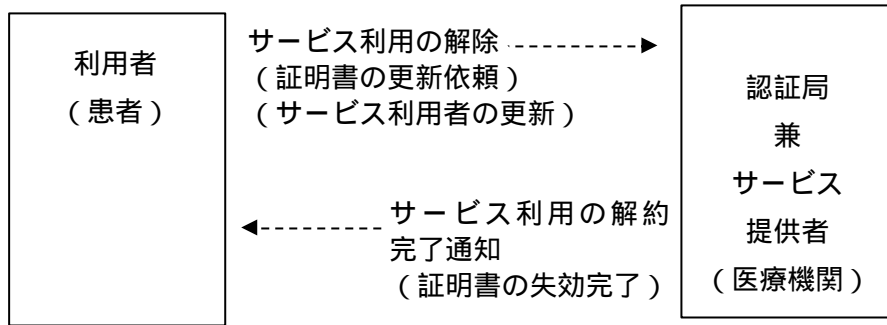 利用者
（患者）
サービス利用の解除
（証明書の更新依頼）
（サービス利用者の更新）
サービス利用の解約
完了通知
（証明書の失効完了）
認証局
兼
サービス
提供者
（医療機関）